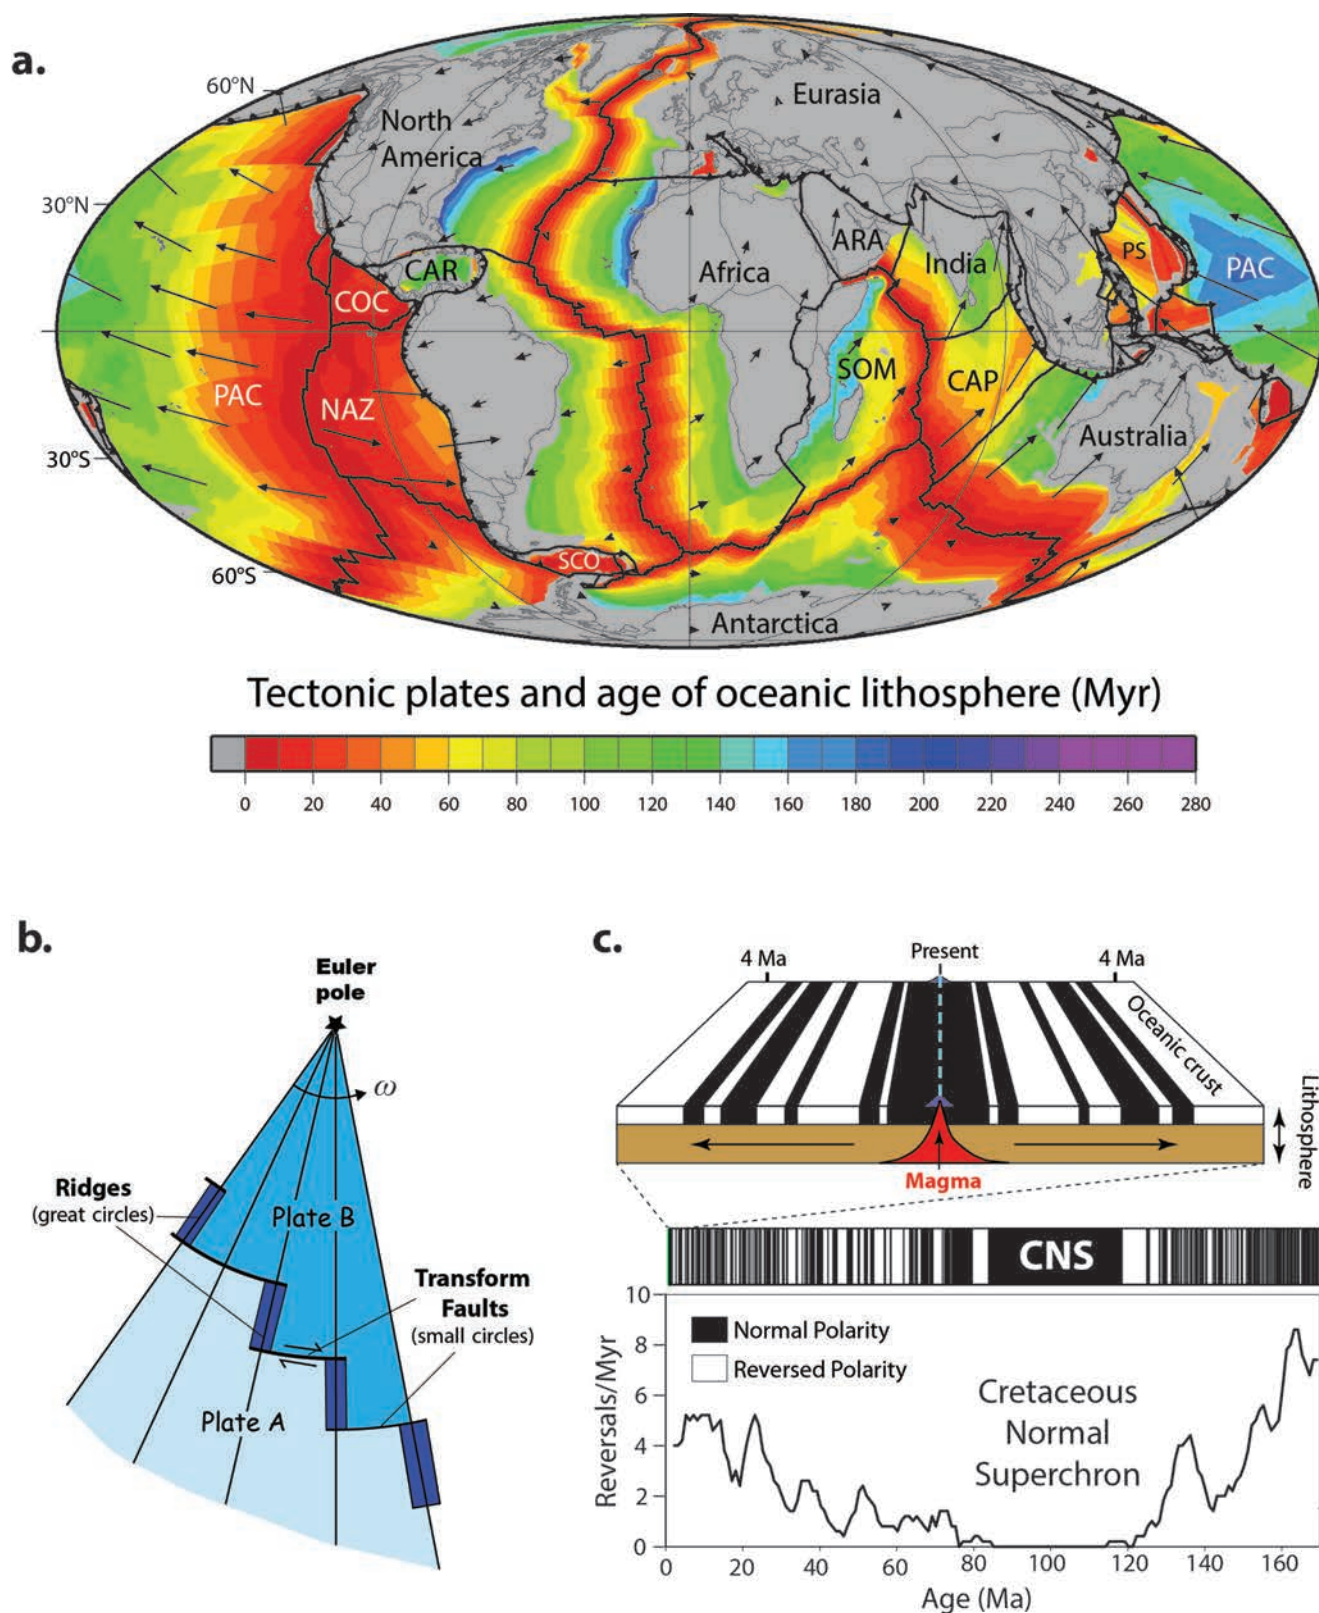 a.
60°N
30°N
30°S
60°S
North
America
Eurasia
CAR
COC
PAC
NAZ
SCO
Africa
ARA
India
SOM
CAP
PS
PAC
Australia
Antarctica
Tectonic plates and age of oceanic lithosphere (Myr)
0 20 40 60 80 100 120 140 160 180 200 220 240 260 280
b.
Euler
pole
ω
Ridges
(great circles)
Plate B
Transform
Faults
(small circles)
Plate A
c.
Present
4 Ma
4 Ma
Oceanic crust
Lithosphere
Magma
CNS
10
8
6
4
2
0
Reversals/Myr
Normal Polarity
Reversed Polarity
Cretaceous
Normal
Superchron
0 20 40 60 80 100 120 140 160
Age (Ma)